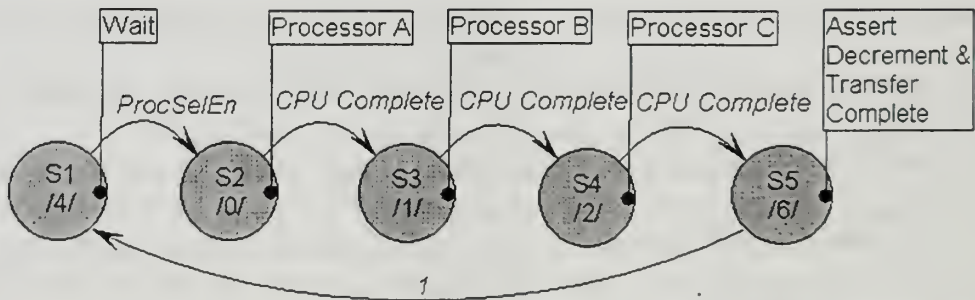 Wait
Processor A
Processor B
Processor C
Assert
Decrement &
Transfer
Complete
ProcSelEn
CPU Complete
CPU Complete
CPU Complete
S1
/4/
S2
/0/
S3
/1/
S4
/2/
S5
/6/
1